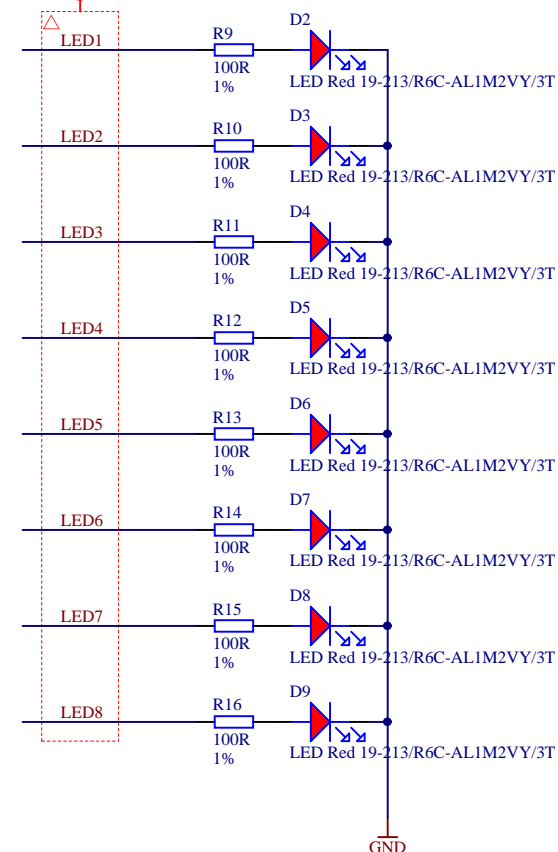 D2
LED1
R9
100R
1%
LED Red 19-213/R6C-AL1M2VY/3T
D3
LED2
R10
100R
1%
LED Red 19-213/R6C-AL1M2VY/3T
D4
LED3
R11
100R
1%
LED Red 19-213/R6C-AL1M2VY/3T
D5
LED4
R12
100R
1%
LED Red 19-213/R6C-AL1M2VY/3T
D6
LED5
R13
100R
1%
LED Red 19-213/R6C-AL1M2VY/3T
D7
LED6
R14
100R
1%
LED Red 19-213/R6C-AL1M2VY/3T
D8
LED7
R15
100R
1%
LED Red 19-213/R6C-AL1M2VY/3T
D9
LED8
R16
100R
1%
LED Red 19-213/R6C-AL1M2VY/3T
GND